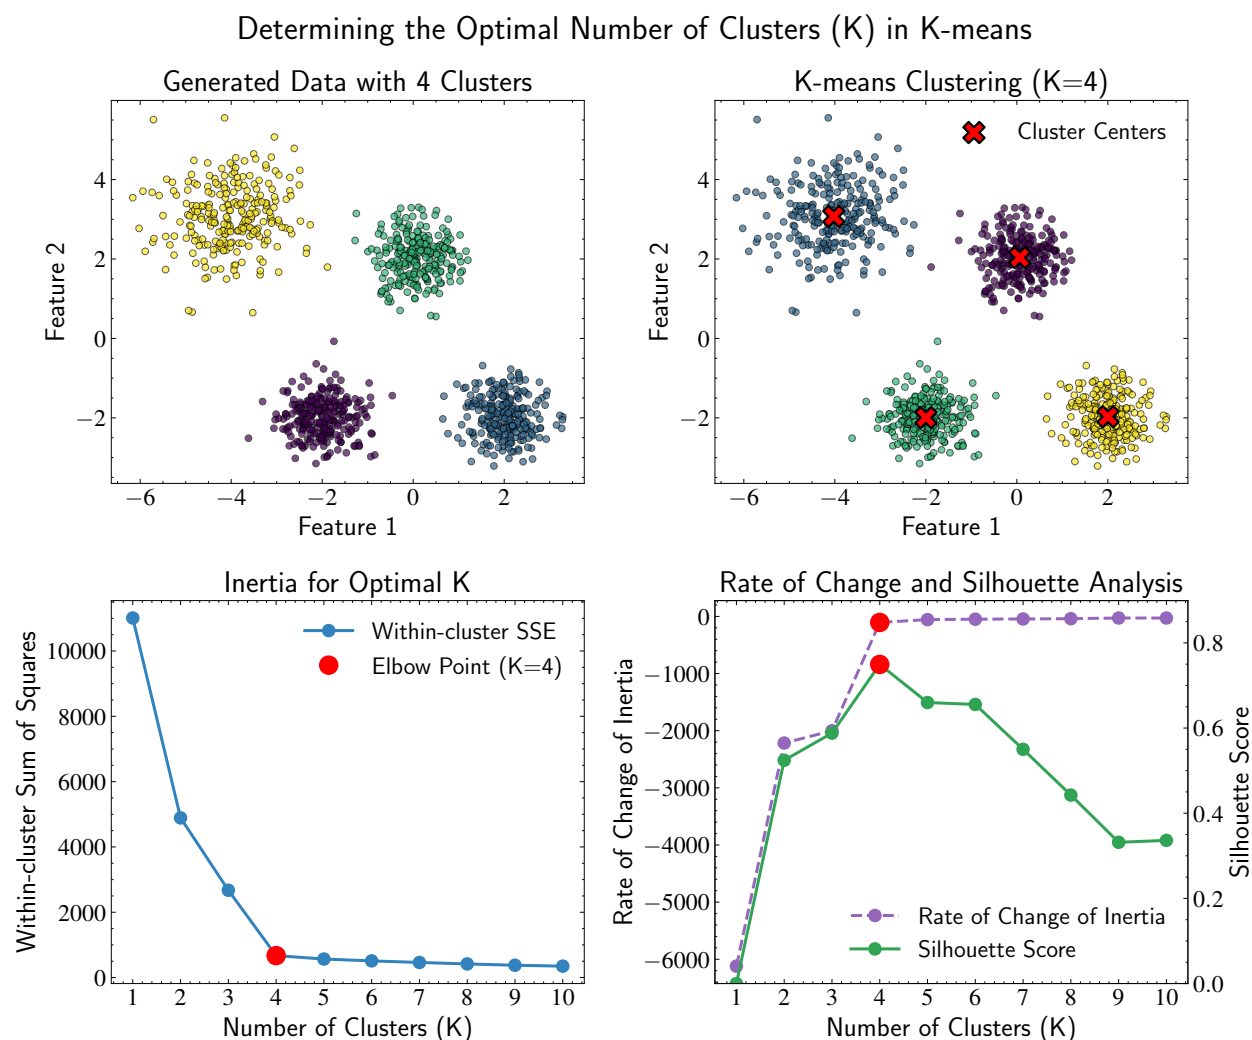 Determining the Optimal Number of Clusters (K) in K-means
Generated Data with 4 Clusters
Feature 2
4
2
0
−2
−6 −4 −2 0 2
Feature 1
K-means Clustering (K=4)
Cluster Centers
Feature 2
4
2
0
−2
−6 −4 −2 0 2
Feature 1
Inertia for Optimal K
Within-cluster SSE
Elbow Point (K=4)
Within-cluster Sum of Squares
10000
8000
6000
4000
2000
0
1 2 3 4 5 6 7 8 9 10
Number of Clusters (K)
Rate of Change and Silhouette Analysis
Rate of Change of Inertia
0
−1000
−2000
−3000
−4000
−5000
−6000
Rate of Change of Inertia
Silhouette Score
0.8
0.6
0.4
0.2
0.0
Silhouette Score
1 2 3 4 5 6 7 8 9 10
Number of Clusters (K)